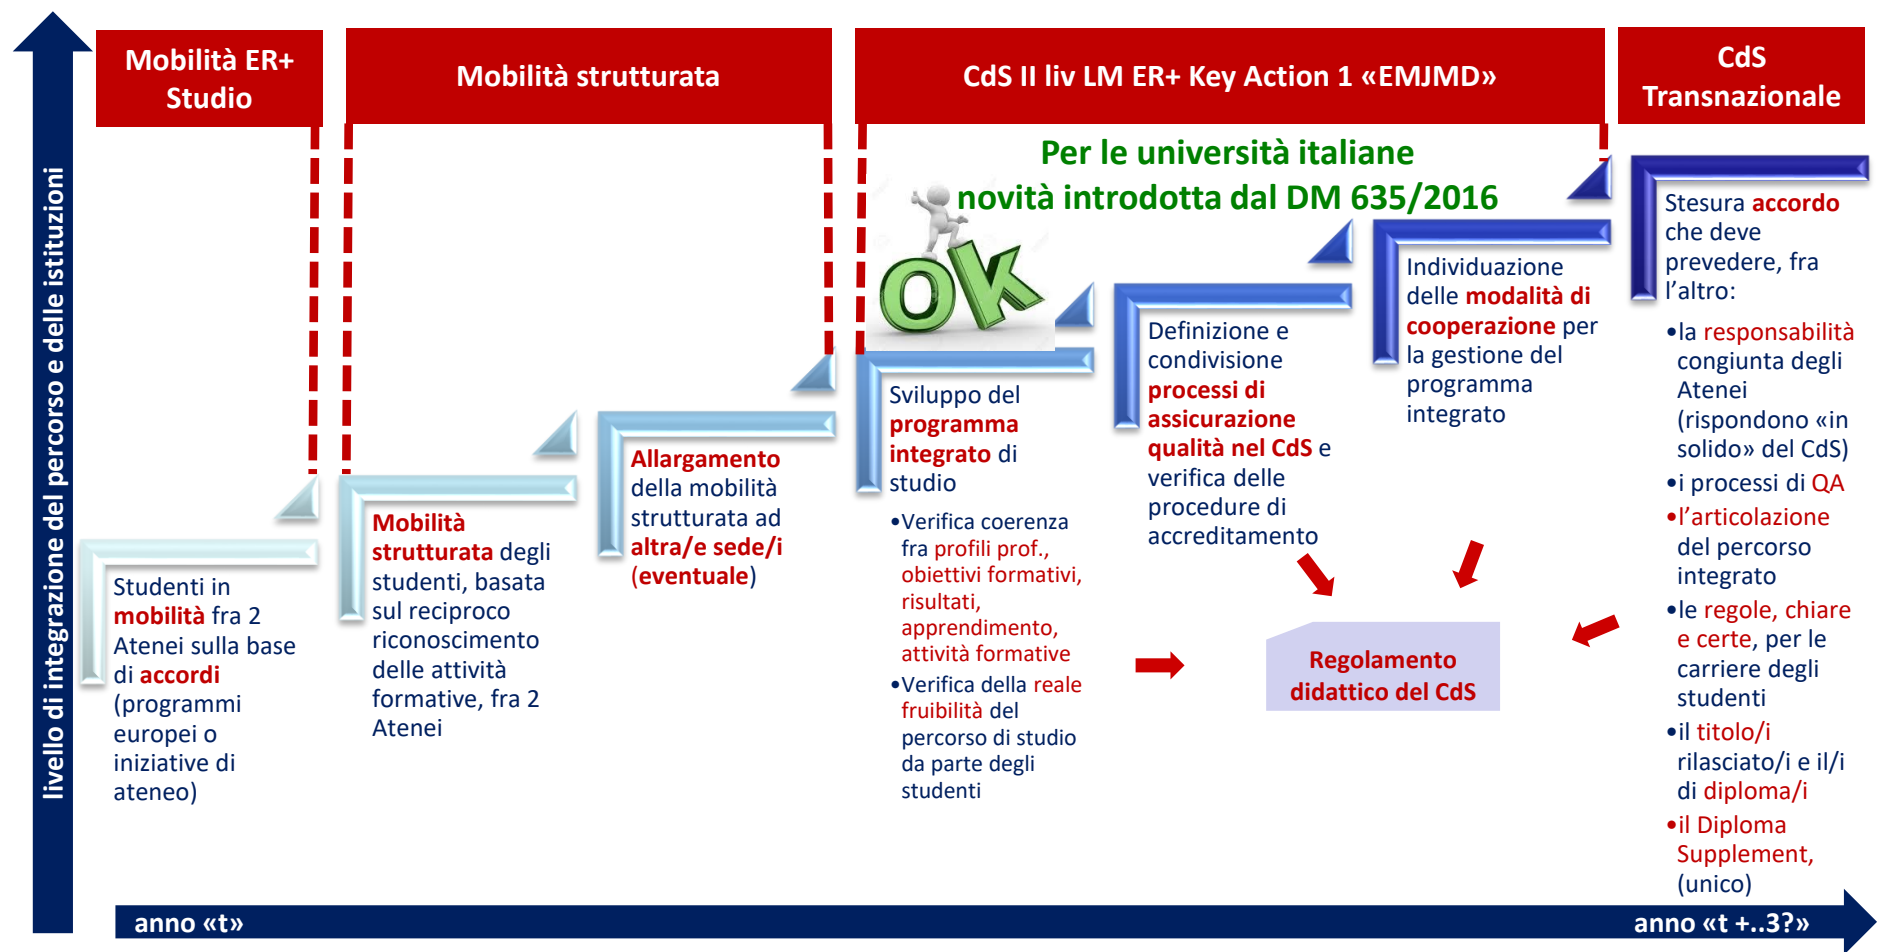 Mobilità ER+
Studio
Mobilità strutturata
CdS II liv LM ER+ Key Action 1 «EMJMD»
CdS
Transnazionale
livello di integrazione del percorso e delle istituzioni
Per le università italiane
novità introdotta dal DM 635/2016
ok
Studenti in
mobilità fra 2
Atenei sulla base
di accordi
(programmi
europei o
iniziative di
ateneo)
Mobilità
strutturata degli
studenti, basata
sul reciproco
riconoscimento
delle attività
formative, fra 2
Atenei
Allargamento
della mobilità
strutturata ad
altra/e sede/i
(eventuale)
Sviluppo del
programma
integrato di
studio
•Verifica coerenza
fra profili prof.,
obiettivi formativi,
risultati,
apprendimento,
attività formative
•Verifica della reale
fruibilità del
percorso di studio
da parte degli
studenti
Definizione e
condivisione
processi di
assicurazione
qualità nel CdS e
verifica delle
procedure di
accreditamento
Individuazione
delle modalità di
cooperazione per
la gestione del
programma
integrato
Regolamento
didattico del CdS
Stesura accordo
che deve
prevedere, fra
l'altro:
•la responsabilità
congiunta degli
Atenei
(rispondono «in
solido» del CdS)
•i processi di QA
•l'articolazione
del percorso
integrato
•le regole, chiare
e certe, per le
carriere degli
studenti
•il titolo/i
rilasciato/i e il/i
di diploma/i
•il Diploma
Supplement,
(unico)
anno «t»
anno «t +..3?»